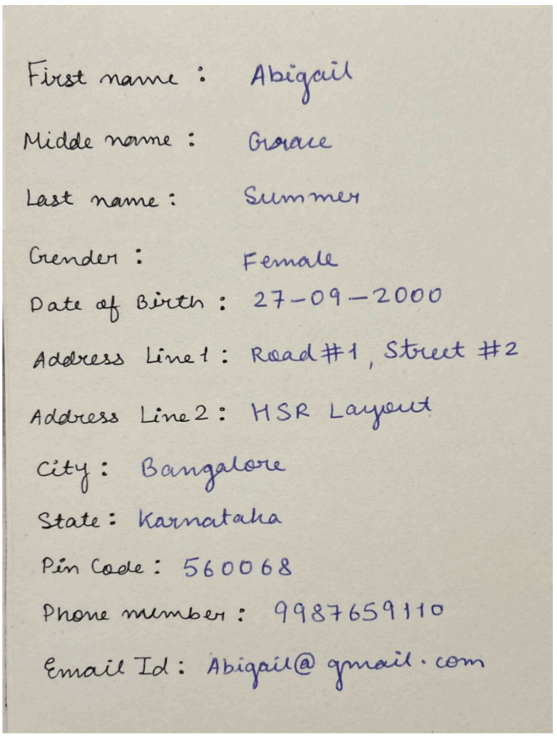 First name : Abigail
Midde name : Grace
Last name : Summer
Gender : Female
Date of Birth : 27-09-2000
Address Line1 : Road #1, Street #2
Address Line2 : HSR Layout
City : Bangalore
State : Karnataka
Pin Code : 560068
Phone number : 9987659110
Email Id : Abigail@gmail.com